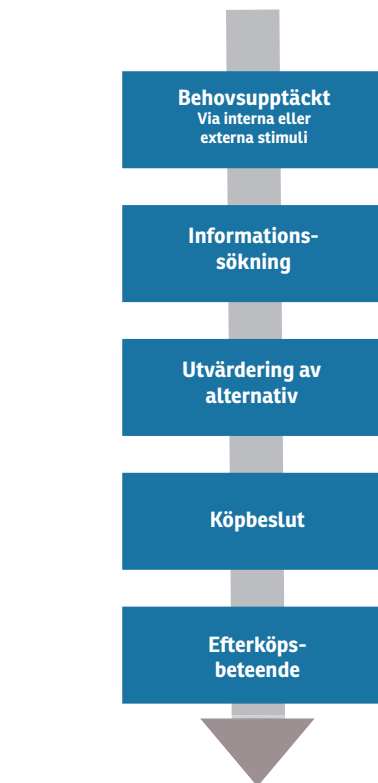 Behovsupptäckt
Via interna eller
externa stimuli
Informations-
sökning
Utvärdering av
alternativ
Köpbeslut
Efterköps-
beteende